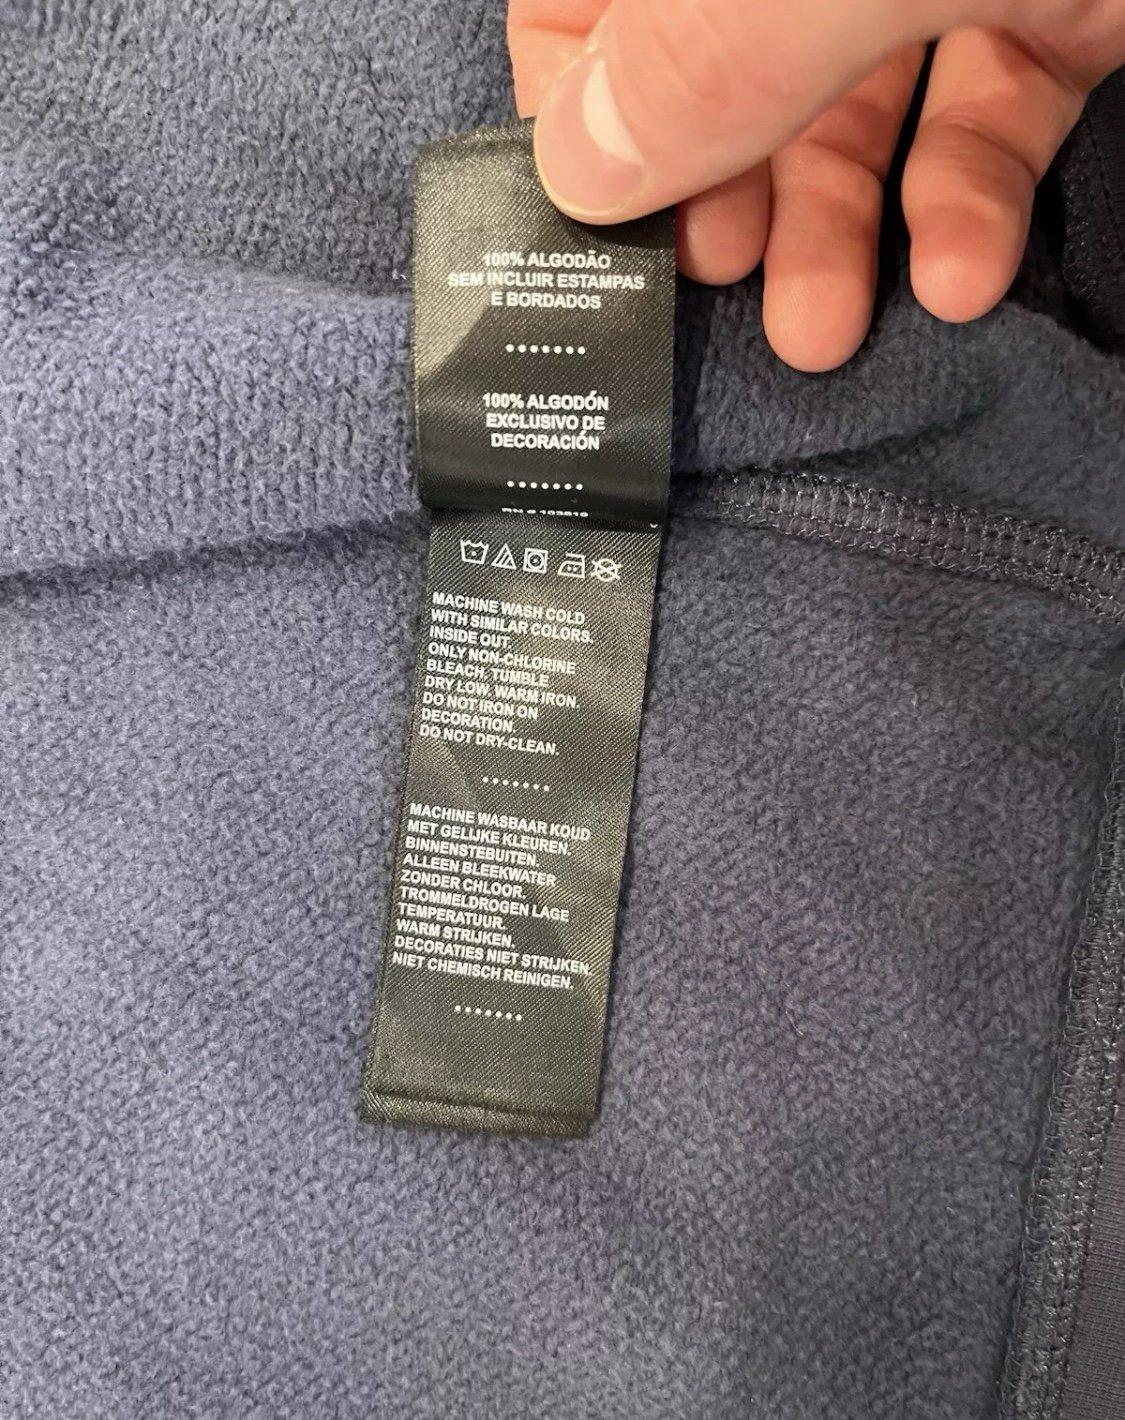 100% ALGODÃO
SEM INCLUIR ESTAMPAS
E BORDADOS
100% ALGODÓN
EXCLUSIVO DE
DECORACIÓN
MACHINE WASH COLD
WITH SIMILAR COLORS.
INSIDE OUT.
ONLY NON-CHLORINE
BLEACH, TUMBLE
DRY LOW, WARM IRON.
DO NOT IRON ON
DECORATION.
DO NOT DRY-CLEAN.
MACHINE WASBAAR KOUD
MET GELIJKE KLEUREN.
BINNENSTEBUITEN.
ALLEEN BLEEKWATER
ZONDER CHLOOR.
TROMMELDROGEN LAGE
TEMPERATUUR.
WARM STRIJKEN.
DECORATIES NIET STRIJKEN.
NIET CHEMISCH REINIGEN.